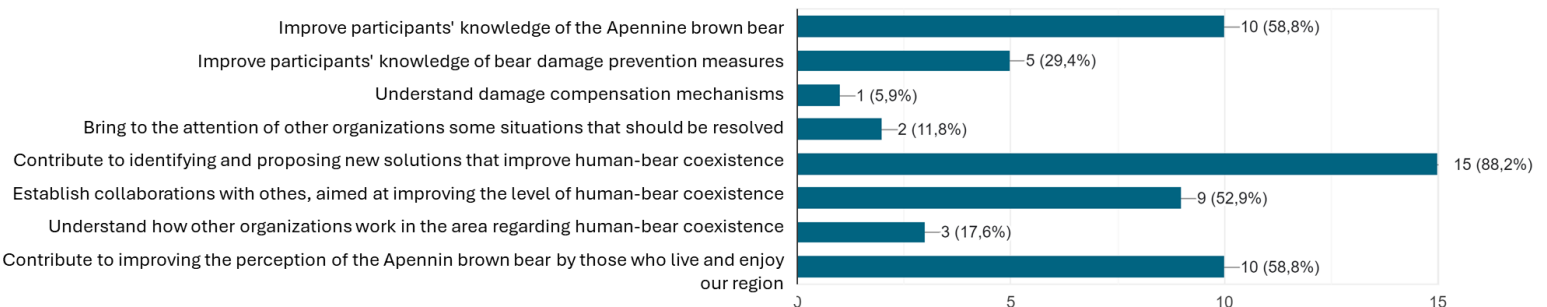 Improve participants' knowledge of the Apennine brown bear
10 (58,8%)
Improve participants' knowledge of bear damage prevention measures
5 (29,4%)
Understand damage compensation mechanisms
1 (5,9%)
Bring to the attention of other organizations some situations that should be resolved
2 (11,8%)
Contribute to identifying and proposing new solutions that improve human-bear coexistence
15 (88,2%)
Establish collaborations with othes, aimed at improving the level of human-bear coexistence
9 (52,9%)
Understand how other organizations work in the area regarding human-bear coexistence
3 (17,6%)
Contribute to improving the perception of the Apennin brown bear by those who live and enjoy
our region
10 (58,8%)
0 5 10 15